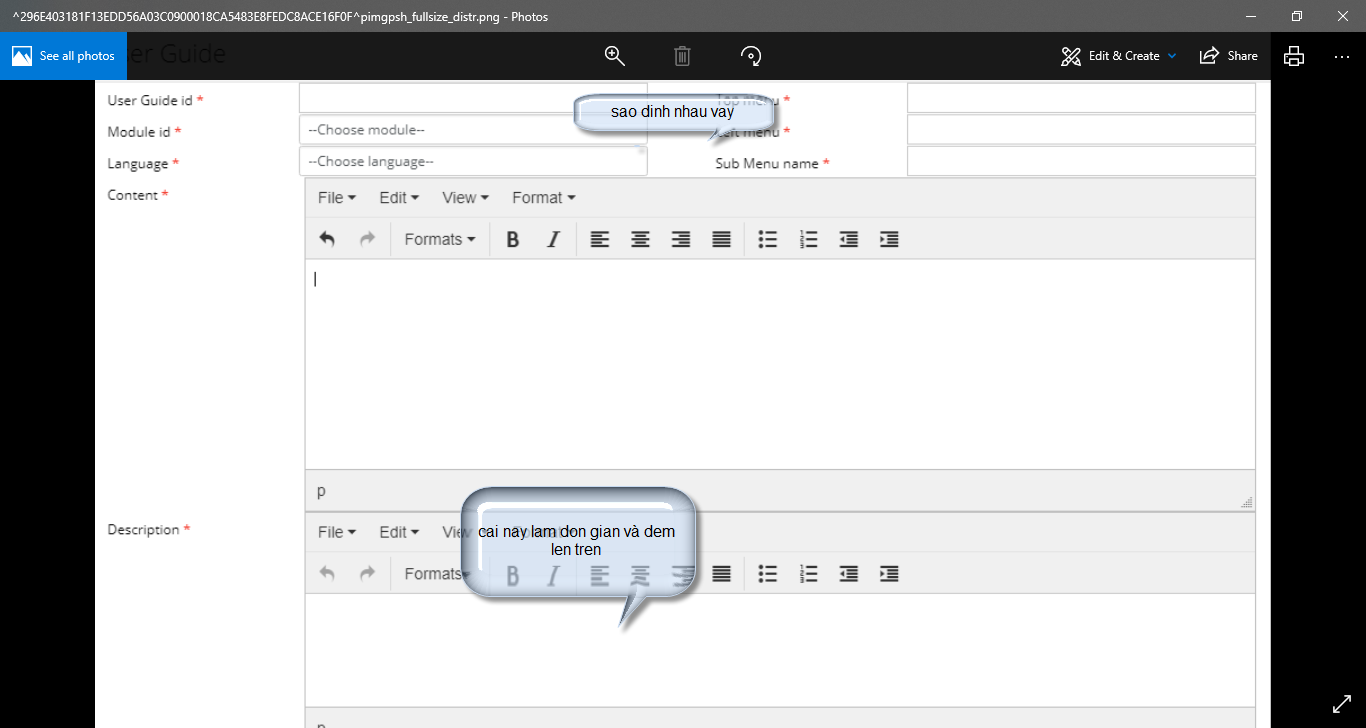 ^296E403181F13EDD56A03C0900018CA5483E8FEDC8ACE16F0F^pimgpsh_fullsize_distr.png - Photos
See all photos
User Guide
Edit & Create
Share
User Guide id *
Top menu *
sao dinh nhau vay
Module id *
--Choose module--
Left menu *
Language *
--Choose language--
Sub Menu name *
Content *
File Edit View Format
Formats B I
p
Description *
File Edit View
cai nay lam don gian và dem
len tren
Formats B I
p